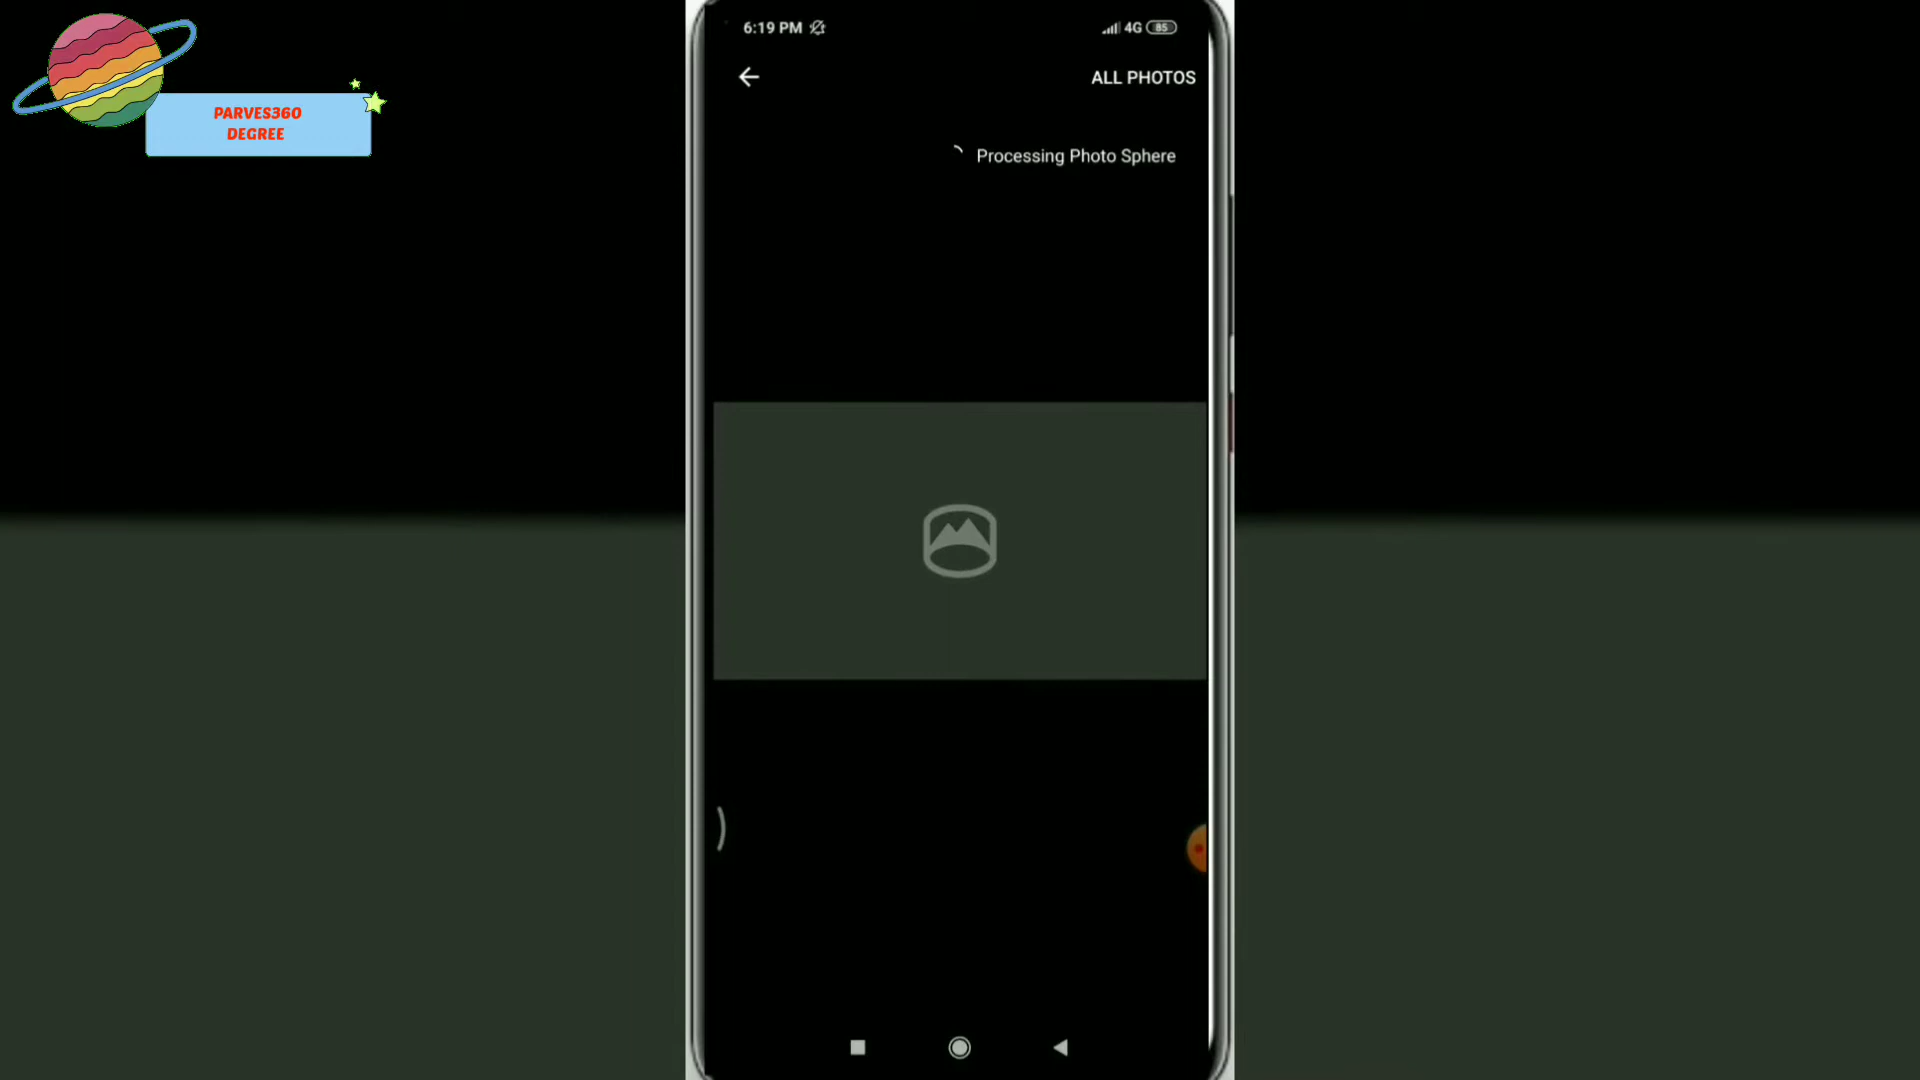 PARVES360
DEGREE
6:19 PM 4G 85
ALL PHOTOS
Processing Photo Sphere